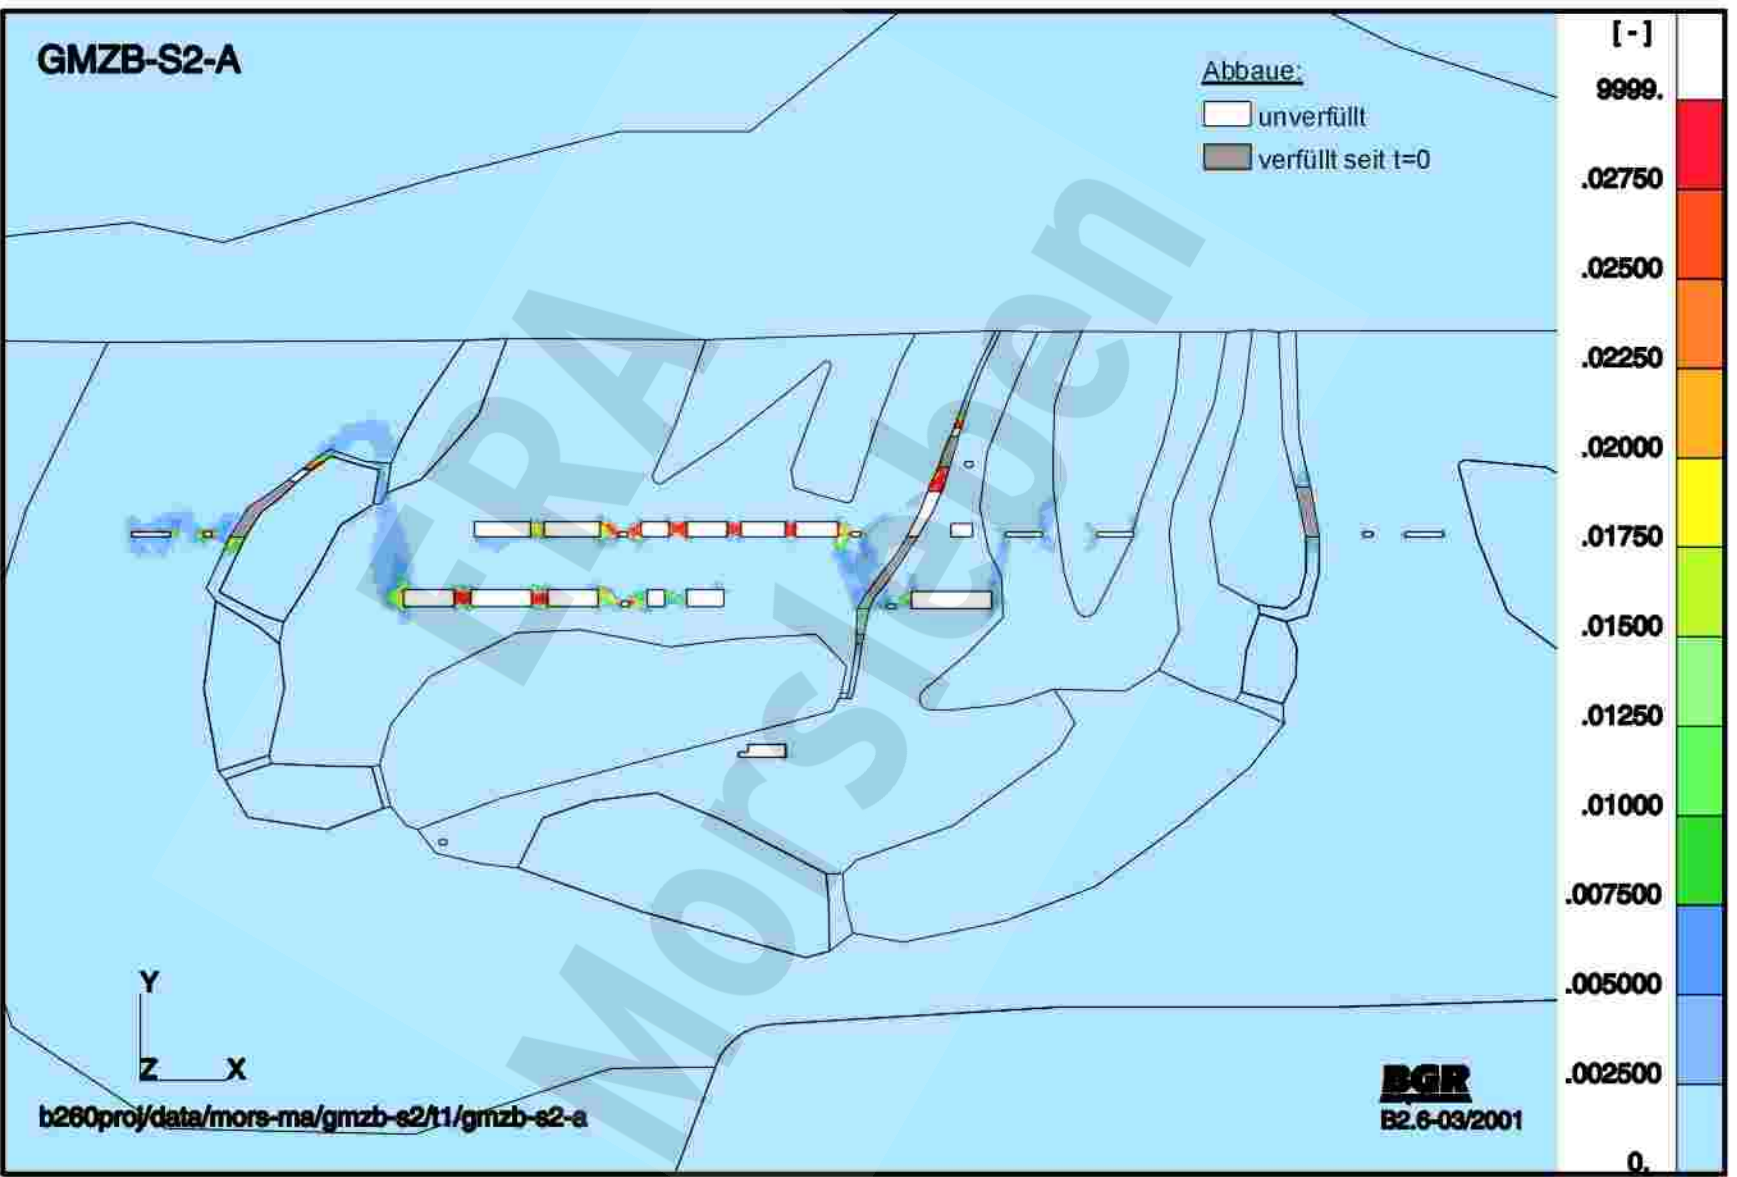 GMZB-S2-A
Abbaue:
unverfüllt
verfüllt seit t=0
[-]
9999.
.02750
.02500
.02250
.02000
.01750
.01500
.01250
.01000
.007500
.005000
.002500
0.
ERA
Morsleben
Y
Z X
b260proj/data/mors-ma/gmzb-s2/t1/gmzb-s2-a
BGR
B2.6-03/2001